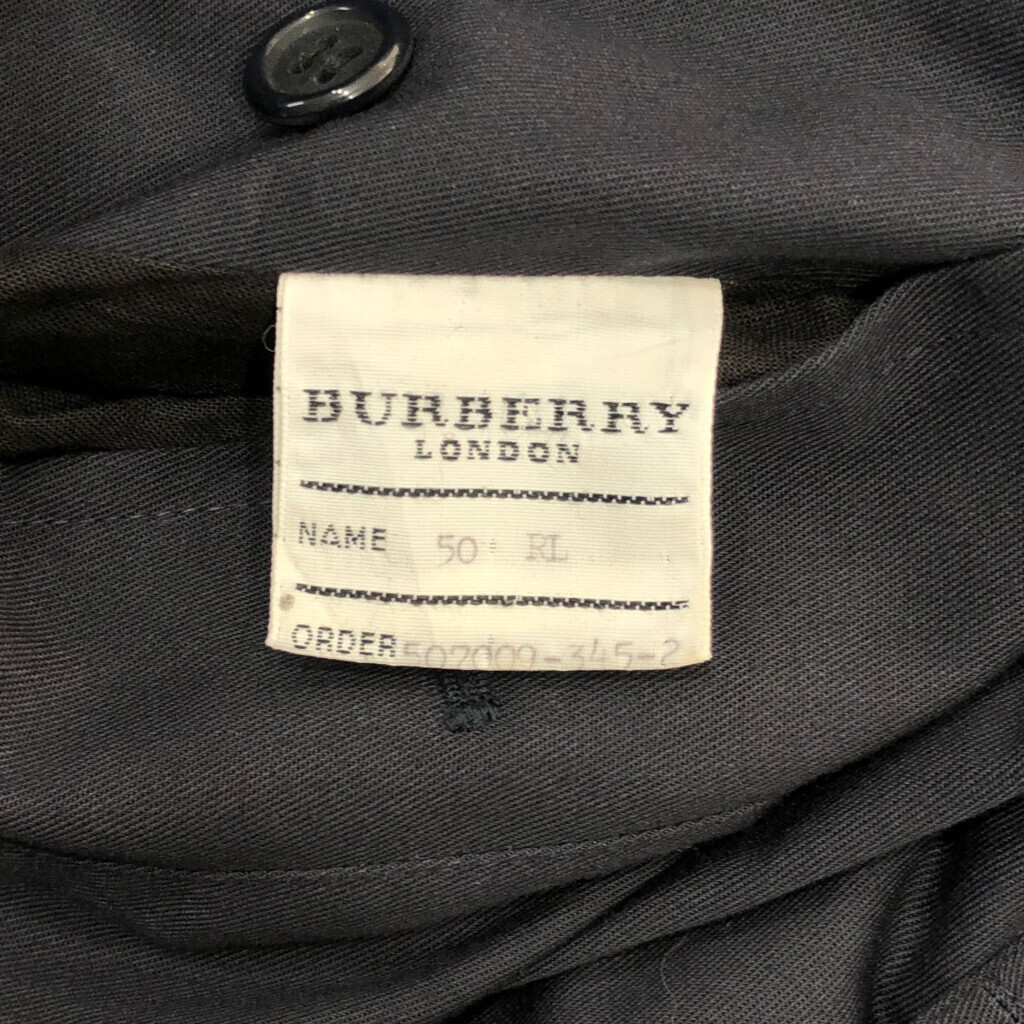 BURBERRY
LONDON
NAME 50 RL
ORDER 502009-345-2